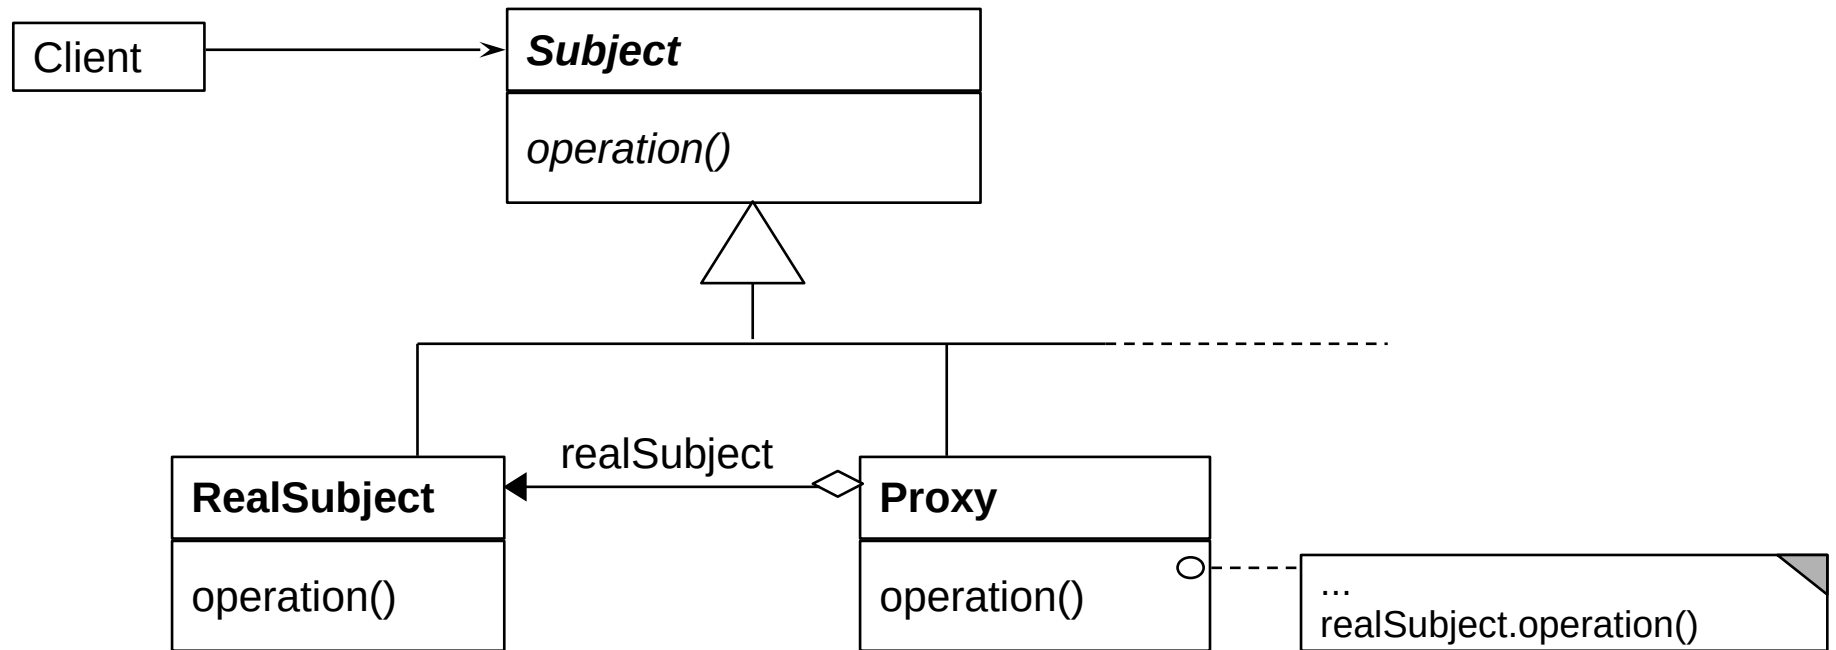 Client
Subject
operation()
realSubject
RealSubject
Proxy
operation()
operation()
...
realSubject.operation()